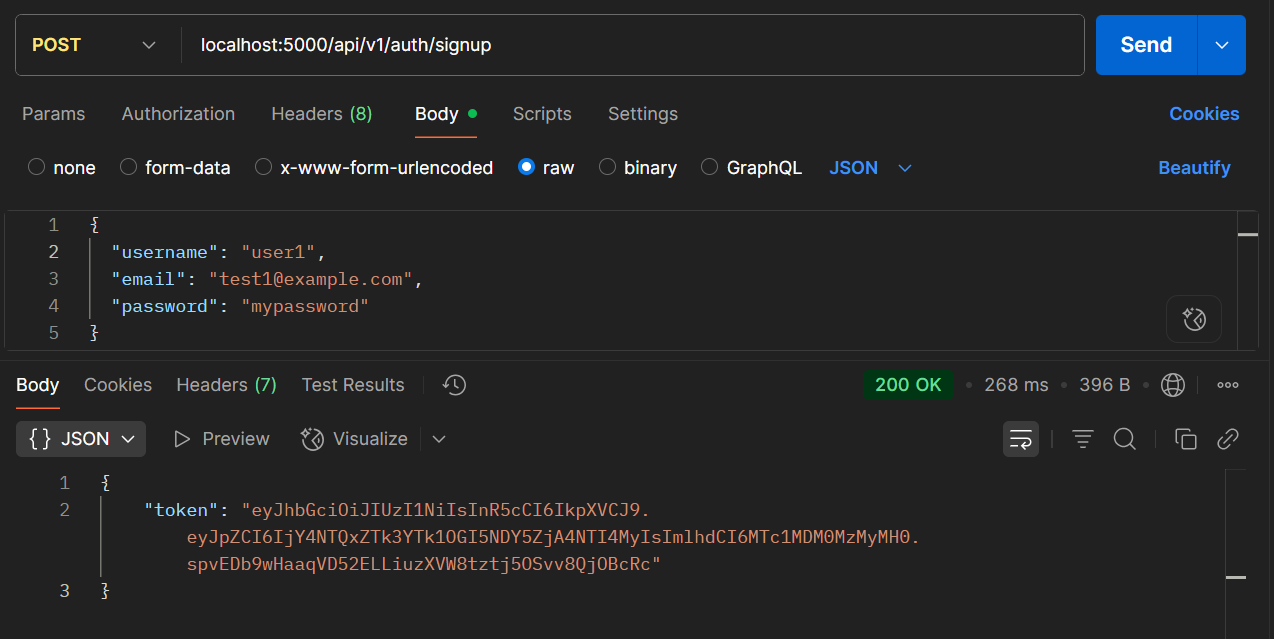 POST localhost:5000/api/v1/auth/signup Send
Params Authorization Headers (8) Body Scripts Settings Cookies
none form-data x-www-form-urlencoded raw binary GraphQL JSON Beautify
1 {
2 "username": "user1",
3 "email": "test1@example.com",
4 "password": "mypassword"
5 }
Body Cookies Headers (7) Test Results 200 OK • 268 ms • 396 B •
{} JSON Preview Visualize
1 {
2 "token": "eyJhbGciOiJIUzI1NiIsInR5cCI6IkpXVCJ9.
eyJpZCI6IjY4NTQxZTk3YTk1OGI5NDY5ZjA4NTI4MyIsImlhdCI6MTc1MDM0MzMyMH0.
spvEDb9wHaaqVD52ELLiuzXVW8tztj5OSvv8QjOBcRc"
3 }